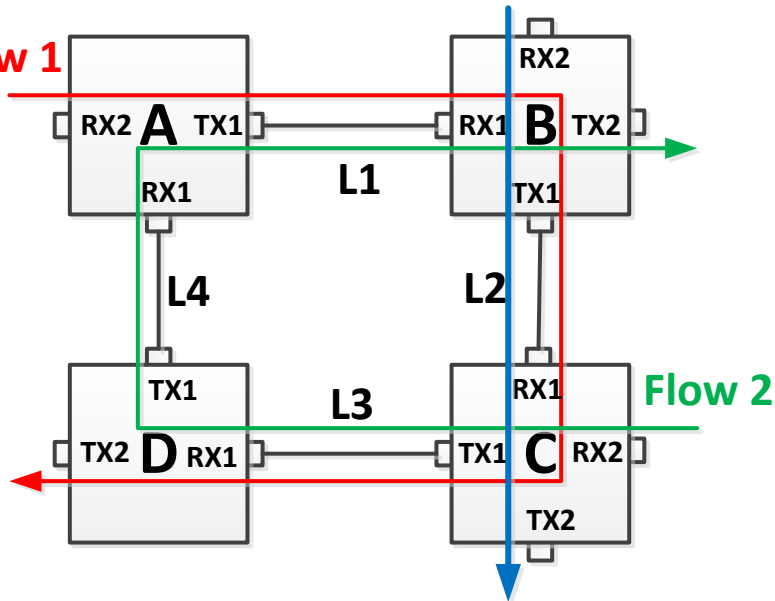 w 1
RX2
RX2 A TX1
RX1 B TX2
L1
RX1
TX1
L4
L2
TX1
RX1
L3
Flow 2
TX2 D RX1
TX1 C RX2
TX2